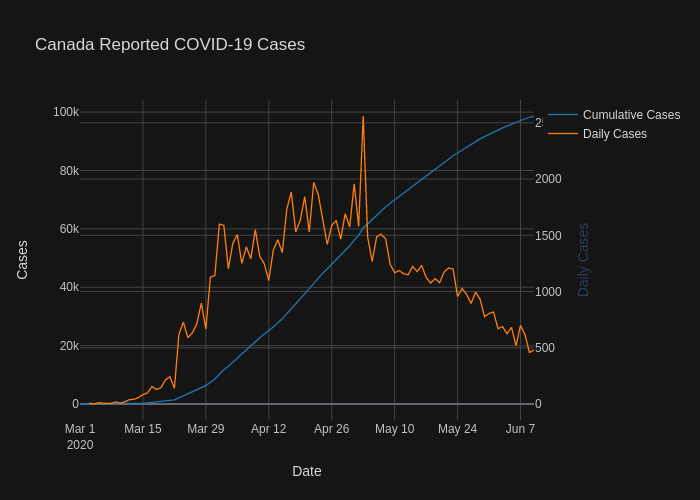 Canada Reported COVID-19 Cases
100k
80k
60k
40k
20k
0
Cases
2000
1500
1000
500
0
Daily Cases
Cumulative Cases
Daily Cases
Mar 1
2020
Mar 15
Mar 29
Apr 12
Apr 26
May 10
May 24
Jun 7
Date